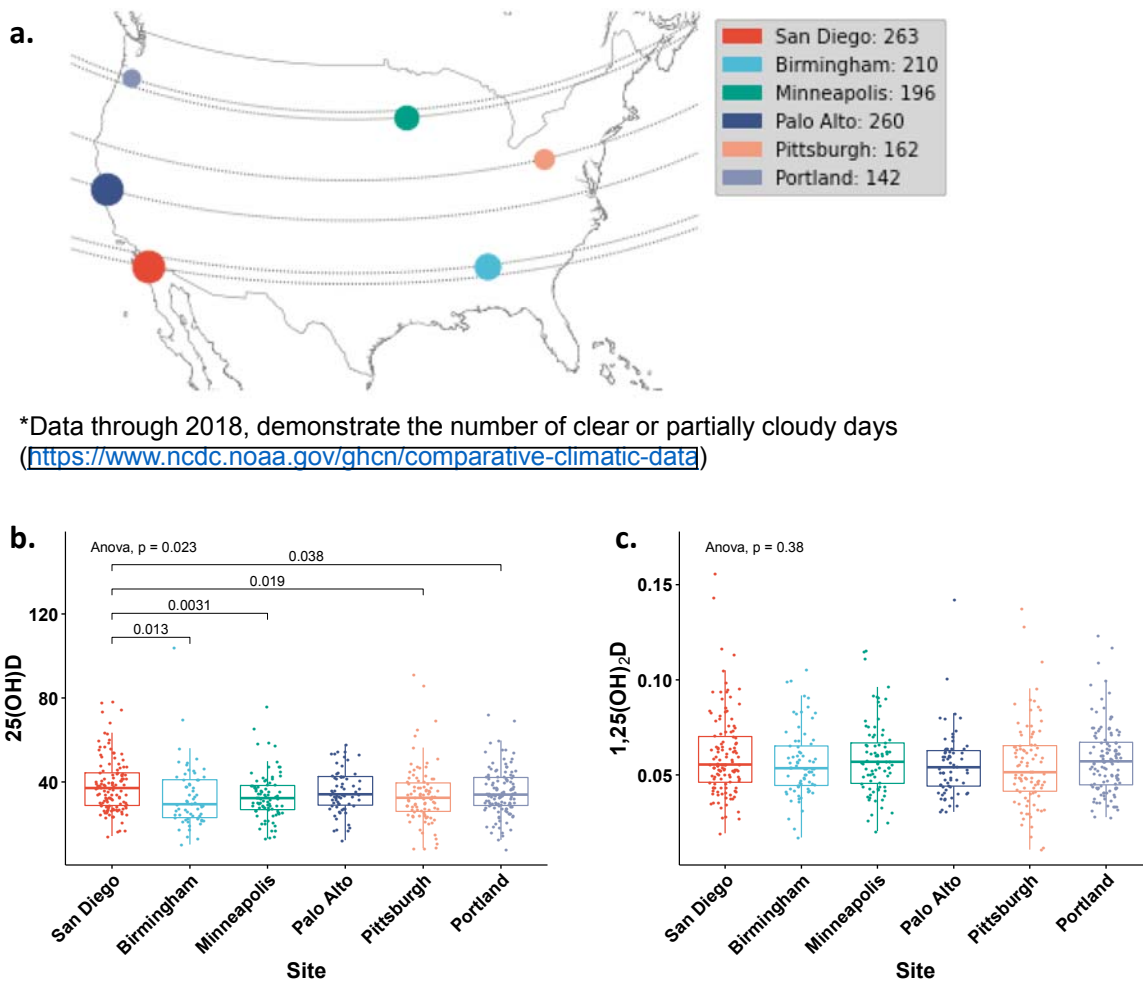 a.
San Diego: 263
Birmingham: 210
Minneapolis: 196
Palo Alto: 260
Pittsburgh: 162
Portland: 142
*Data through 2018, demonstrate the number of clear or partially cloudy days
(https://www.ncdc.noaa.gov/ghcn/comparative-climatic-data)
b.
Anova, p = 0.023
0.038
0.019
0.0031
0.013
120
80
40
25(OH)D
San Diego
Birmingham
Minneapolis
Palo Alto
Pittsburgh
Portland
Site
c.
Anova, p = 0.38
0.15
0.10
0.05
1,25(OH)₂D
San Diego
Birmingham
Minneapolis
Palo Alto
Pittsburgh
Portland
Site